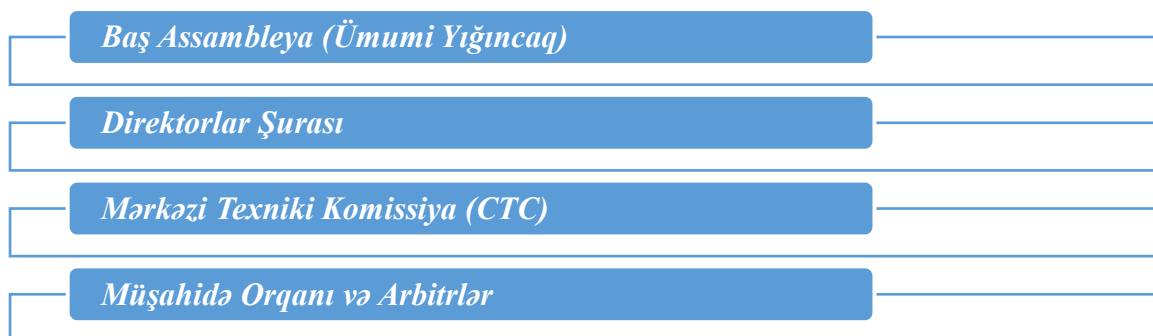 Baş Assambleya (Ümumi Yığıncaq)
Direktorlar Şurası
Mərkəzi Texniki Komissiya (CTC)
Müşahidə Orqanı və Arbitrlər